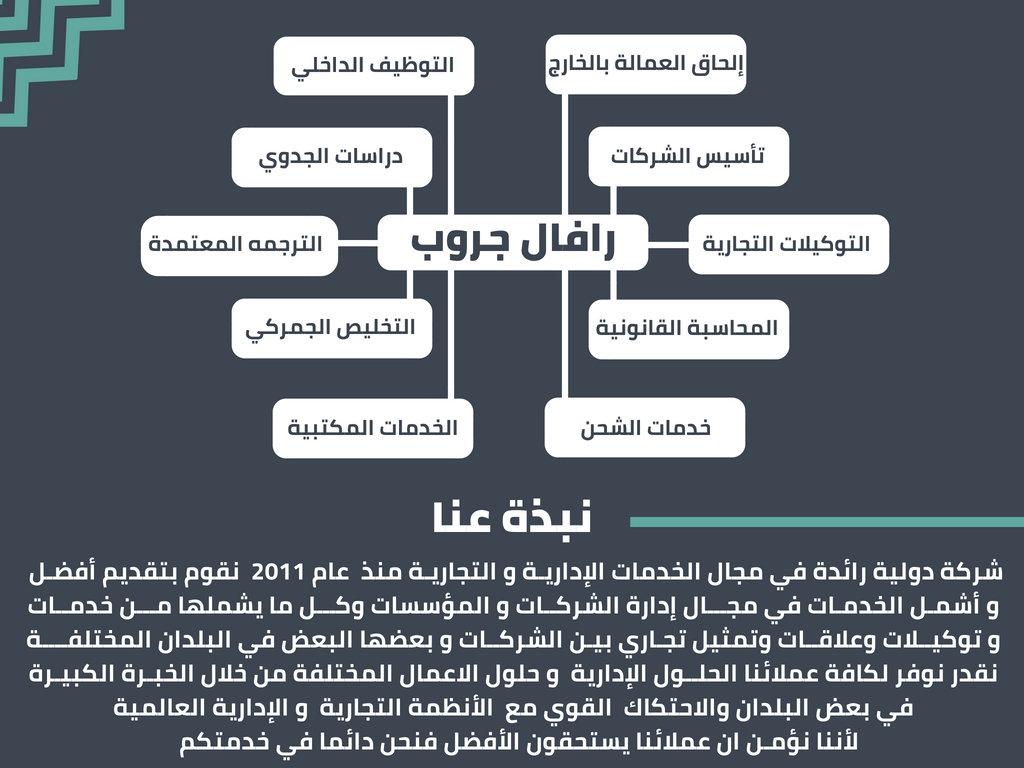 إلحاق العمالة بالخارج
التوظيف الداخلي
تأسيس الشركات
دراسات الجدوي
رافال جروب
التوكيلات التجارية
الترجمه المعتمدة
المحاسبة القانونية
التخليص الجمركي
خدمات الشحن
الخدمات المكتبية
نبذة عنا
شركة دولية رائدة في مجال الخدمات الإدارية و التجارية منذ عام 2011 نقوم بتقديم أفضل
و أشمل الخدمات في مجال إدارة الشركات و المؤسسات وكل ما يشملها من خدمات
و توكيلات وعلاقات وتمثيل تجاري بين الشركات و بعضها البعض في البلدان المختلفة
نقدر نوفر لكافة عملائنا الحلول الإدارية و حلول الاعمال المختلفة من خلال الخبرة الكبيرة
في بعض البلدان والاحتكاك القوي مع الأنظمة التجارية و الإدارية العالمية
لأننا نؤمن ان عملائنا يستحقون الأفضل فنحن دائما في خدمتكم